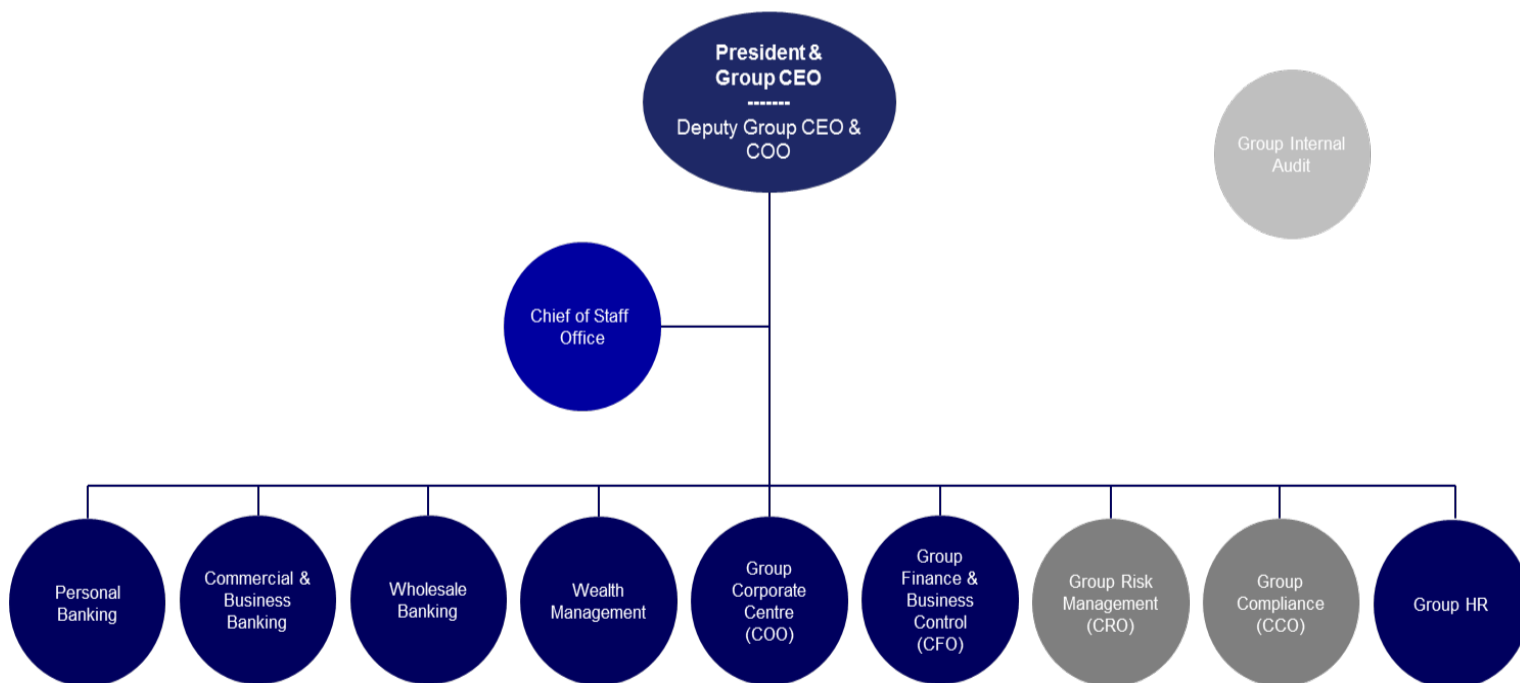 President &
Group CEO
-------
Deputy Group CEO &
COO
Group Internal
Audit
Chief of Staff
Office
Personal
Banking
Commercial &
Business
Banking
Wholesale
Banking
Wealth
Management
Group
Corporate
Centre
(COO)
Group
Finance &
Business
Control
(CFO)
Group Risk
Management
(CRO)
Group
Compliance
(CCO)
Group HR